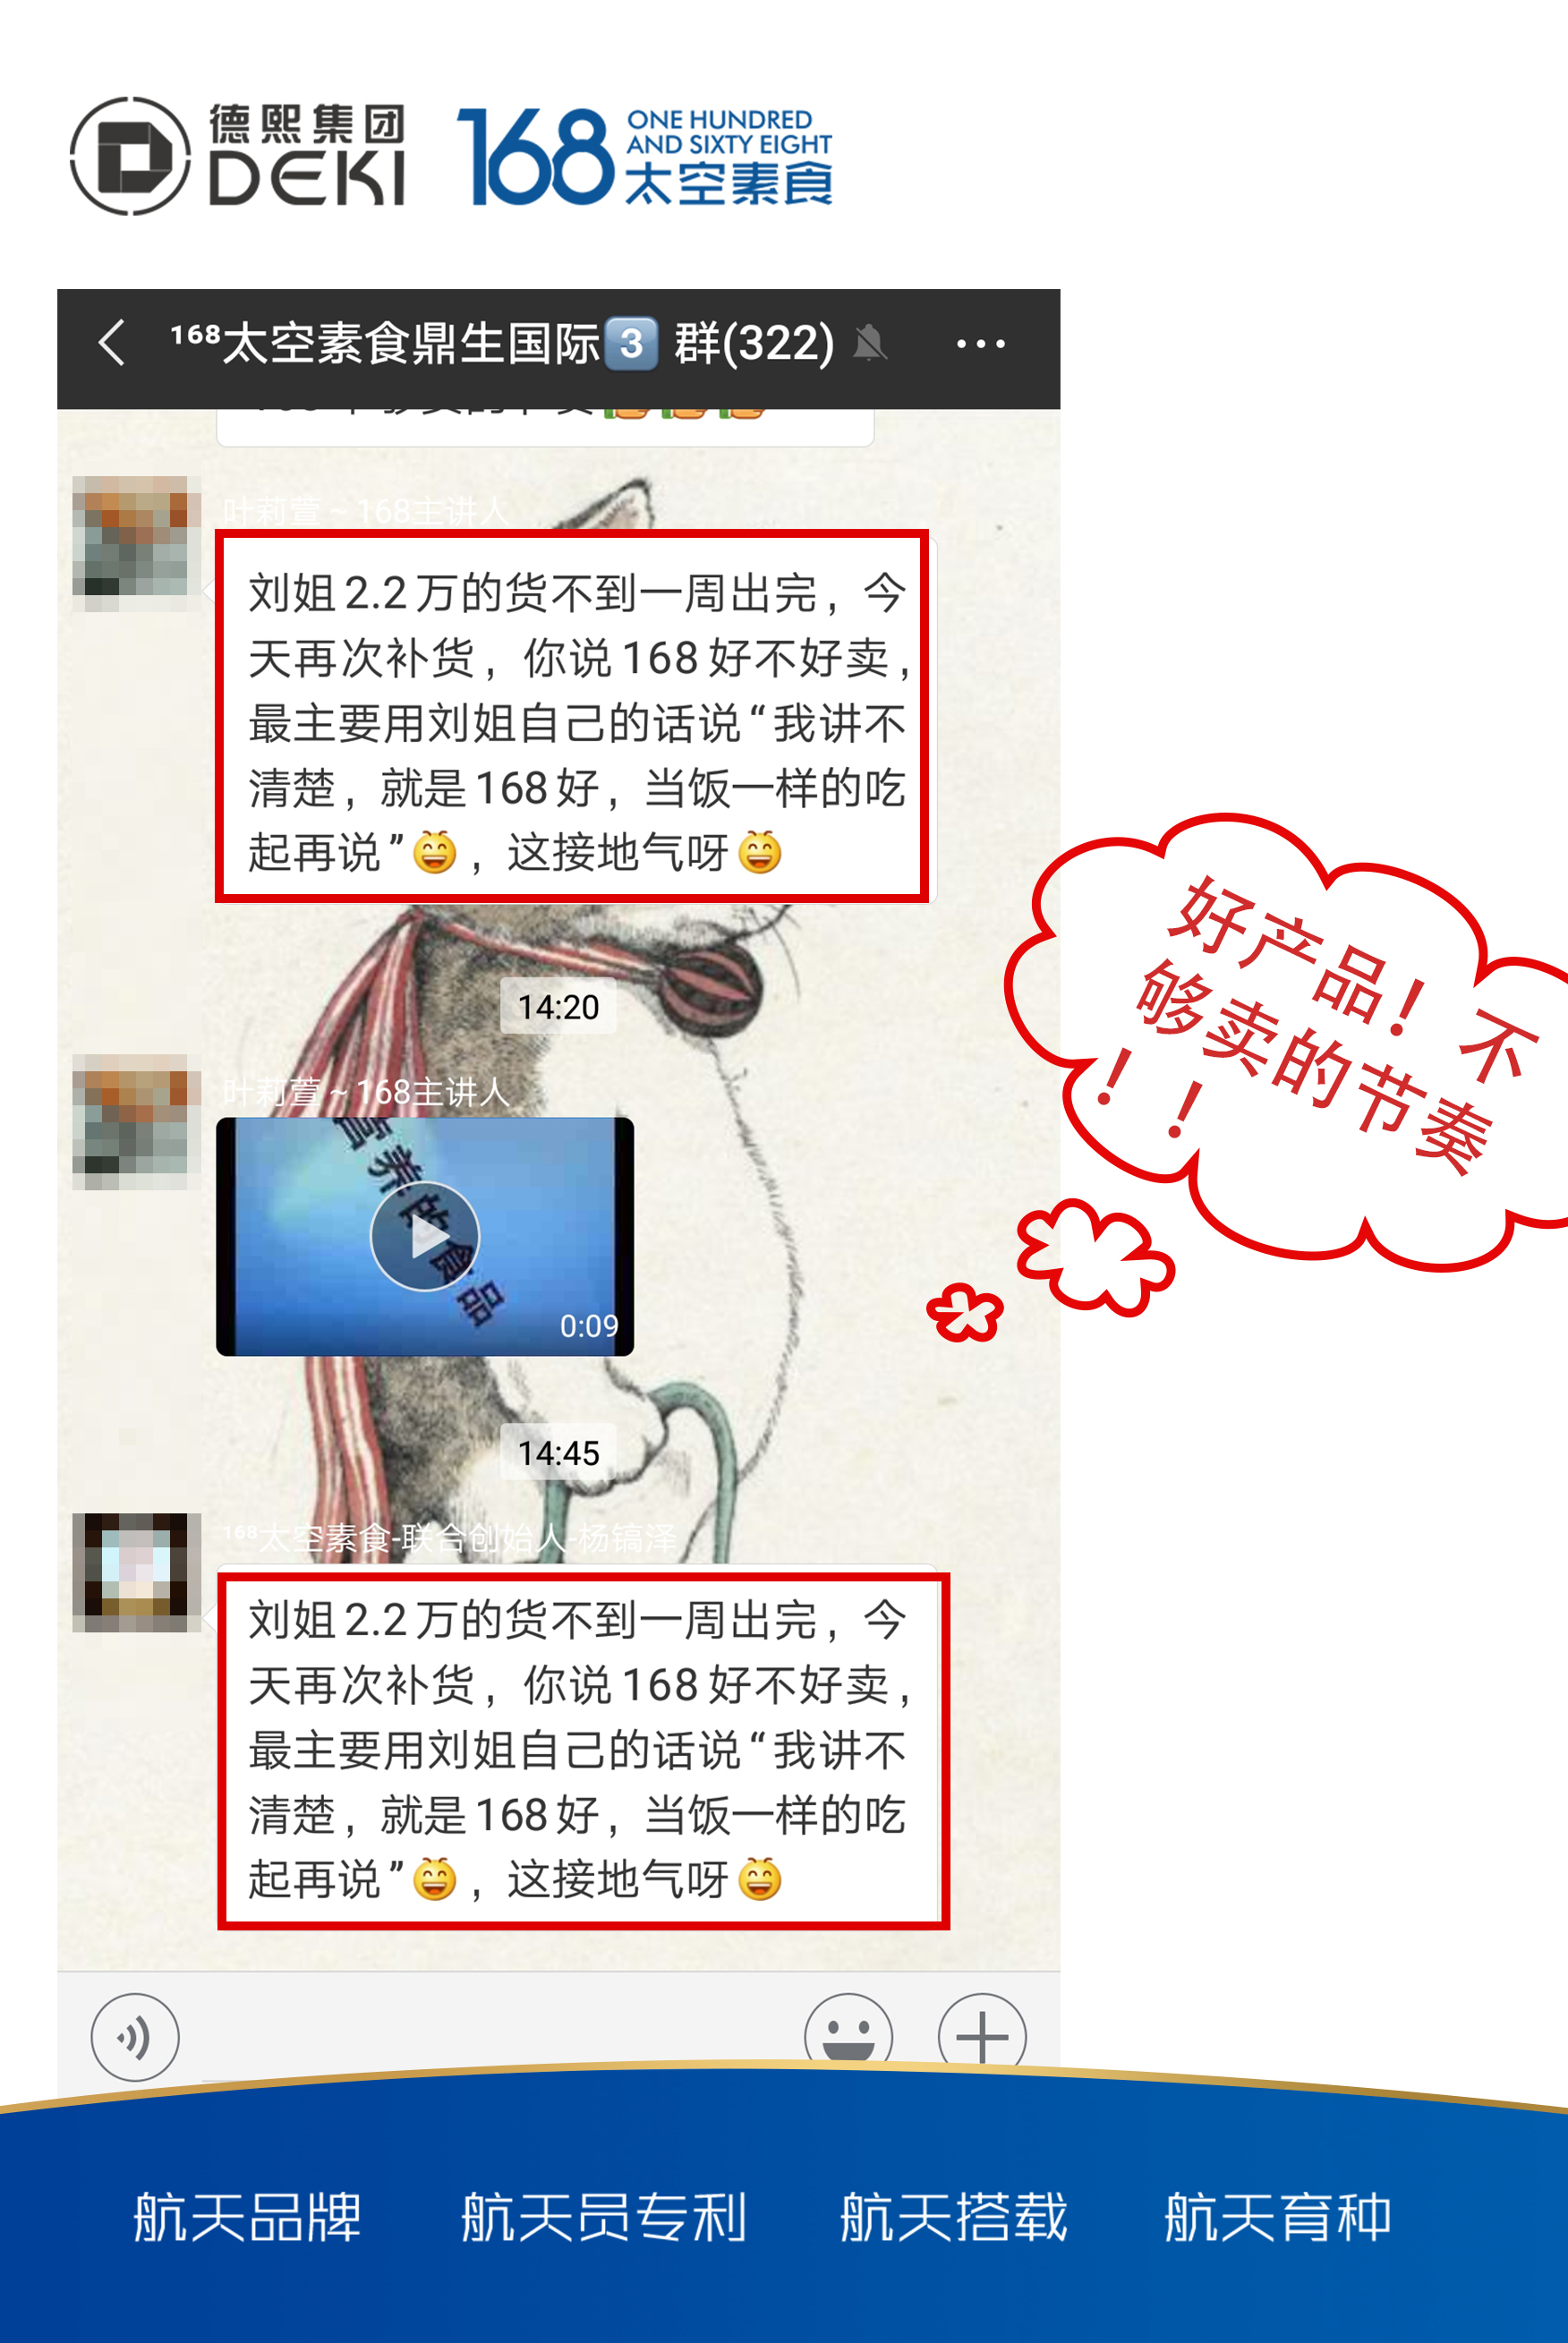 德熙集团
DEKI
168
ONE HUNDRED
AND SIXTY EIGHT
太空素食
¹⁶⁸太空素食鼎生国际3️⃣ 群(322)
叶莉萱~168主讲人
刘姐2.2万的货不到一周出完，今
天再次补货，你说168好不好卖，
最主要用刘姐自己的话说“我讲不
清楚，就是168好，当饭一样的吃
起再说”😄，这接地气呀😄
14:20
叶莉萱~168主讲人
营养的食品
0:09
14:45
¹⁶⁸太空素食-联合创始人-杨镐泽
刘姐2.2万的货不到一周出完，今
天再次补货，你说168好不好卖，
最主要用刘姐自己的话说“我讲不
清楚，就是168好，当饭一样的吃
起再说”😄，这接地气呀😄
好产品！不
够卖的节奏
！！
航天品牌 航天员专利 航天搭载 航天育种